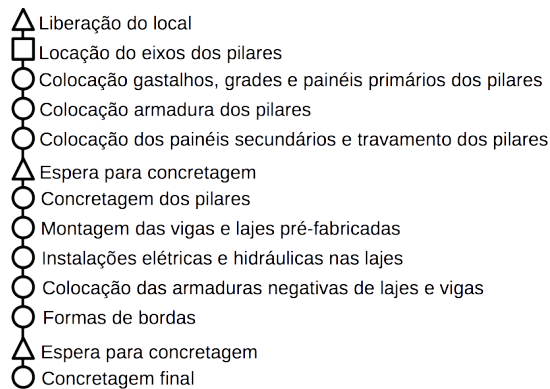 Liberação do local
Locação do eixos dos pilares
Colocação gastalhos, grades e painéis primários dos pilares
Colocação armadura dos pilares
Colocação dos painéis secundários e travamento dos pilares
Espera para concretagem
Concretagem dos pilares
Montagem das vigas e lajes pré-fabricadas
Instalações elétricas e hidráulicas nas lajes
Colocação das armaduras negativas de lajes e vigas
Formas de bordas
Espera para concretagem
Concretagem final